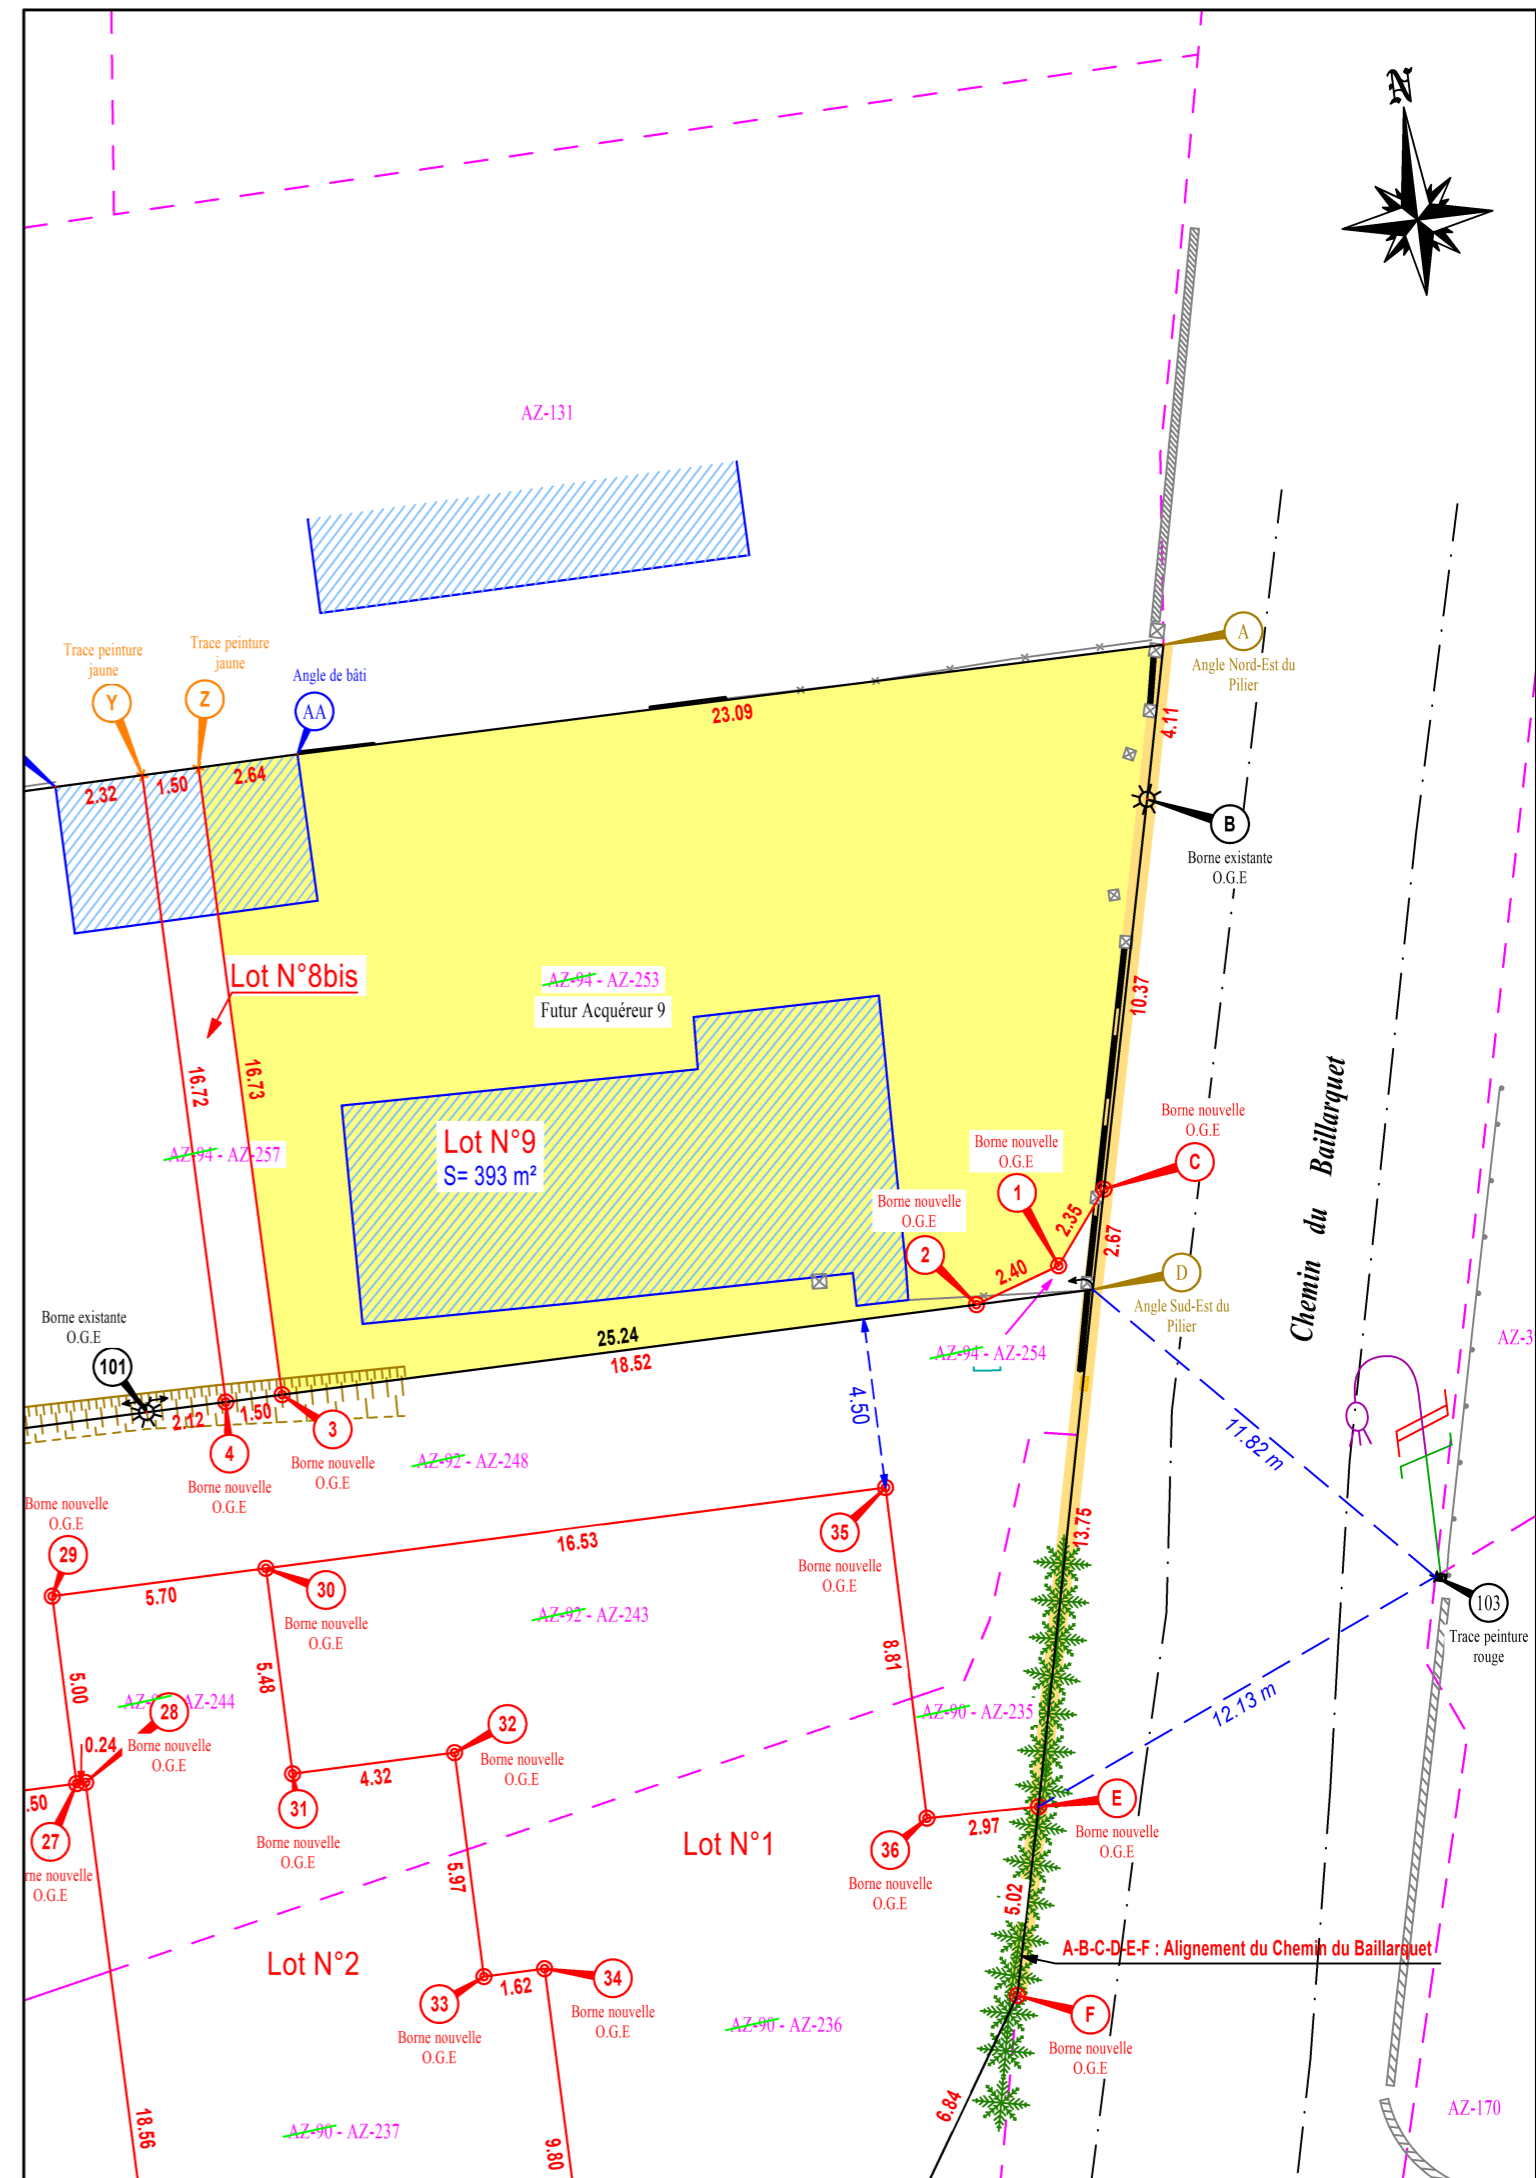 N
AZ-131
A
Angle Nord-Est du
Pilier
Trace peinture
jaune
Trace peinture
jaune
Angle de bâti
Y
Z
AA
23.09
4.11
2.32
1.50
2.64
B
Borne existante
O.G.E
Lot N°8bis
AZ-94 - AZ-253
Futur Acquéreur 9
10.37
16.72
16.73
Chemin du Baillarquet
AZ-94 - AZ-257
Lot N°9
S= 393 m²
Borne nouvelle
O.G.E
C
Borne nouvelle
O.G.E
1
Borne nouvelle
O.G.E
2
2.35
2.67
2.40
D
Angle Sud-Est du
Pilier
Borne existante
O.G.E
101
25.24
18.52
AZ-94 - AZ-254
AZ-3
2.12
1.50
4.50
3
Borne nouvelle
O.G.E
4
Borne nouvelle
O.G.E
AZ-92 - AZ-248
11.82 m
Borne nouvelle
O.G.E
29
35
Borne nouvelle
O.G.E
16.53
13.75
5.70
30
Borne nouvelle
O.G.E
AZ-92 - AZ-243
103
Trace peinture
rouge
5.00
5.48
8.81
AZ-9 AZ-244
28
Borne nouvelle
O.G.E
0.24
AZ-90 - AZ-235
12.13 m
32
Borne nouvelle
O.G.E
4.32
.50
27
rne nouvelle
O.G.E
31
Borne nouvelle
O.G.E
Lot N°1
2.97
36
Borne nouvelle
O.G.E
E
Borne nouvelle
O.G.E
5.97
5.02
A-B-C-D-E-F : Alignement du Chemin du Baillarquet
Lot N°2
1.62
33
Borne nouvelle
O.G.E
34
Borne nouvelle
O.G.E
F
Borne nouvelle
O.G.E
AZ-90 - AZ-236
6.84
AZ-170
18.56
AZ-90 - AZ-237
9.80